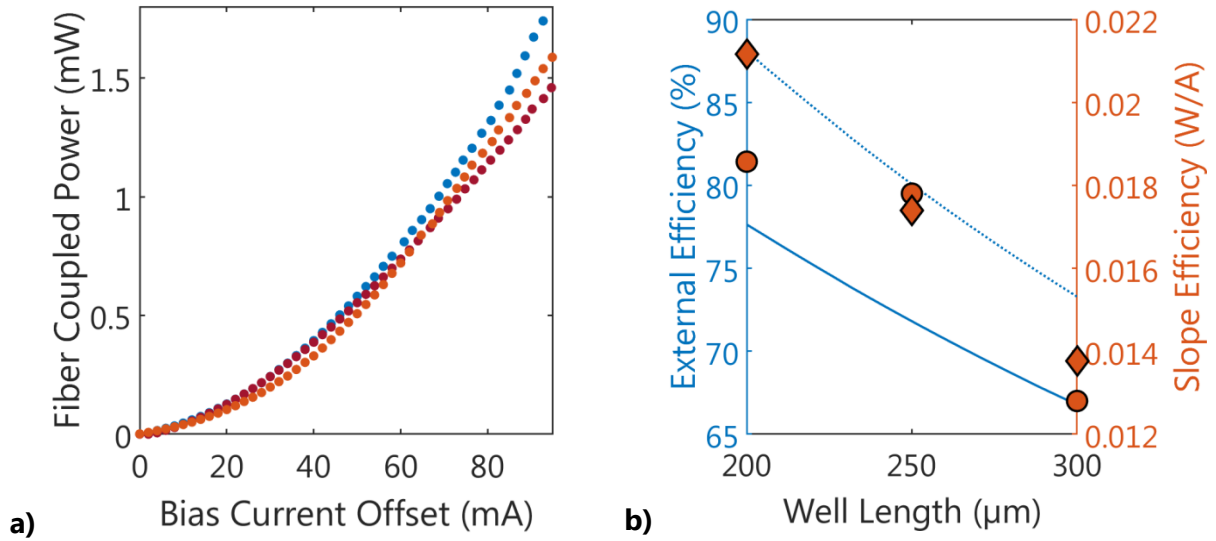 Fiber Coupled Power (mW)
1.5
1
0.5
0
0 20 40 60 80
Bias Current Offset (mA)
a)
External Efficiency (%)
90
85
80
75
70
65
200 250 300
Well Length (μm)
0.022
0.02
0.018
0.016
0.014
0.012
Slope Efficiency (W/A)
b)